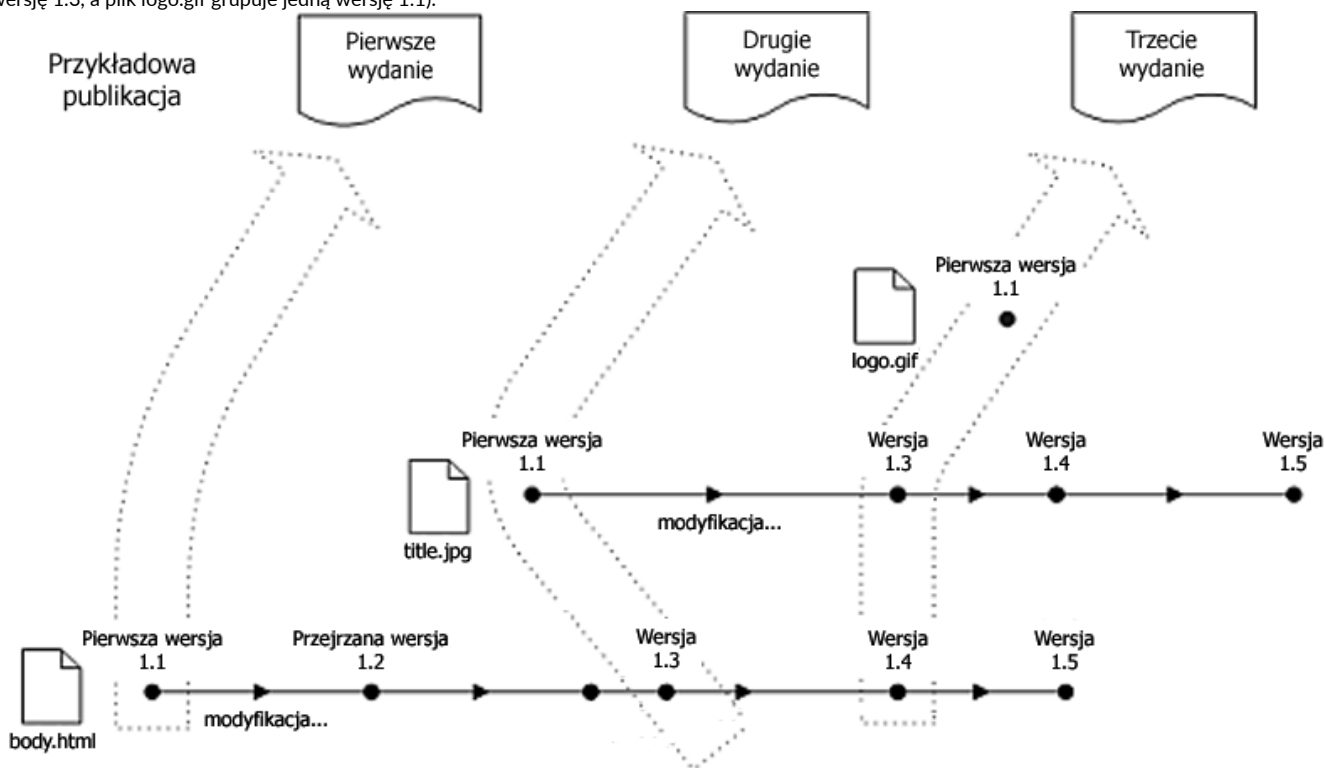 wersję 1.3, a plik logo.gif grupuje jedną wersję 1.1).
Przykładowa
publikacja
Pierwsze
wydanie
Drugie
wydanie
Trzecie
wydanie
Pierwsza wersja
1.1
logo.gif
Pierwsza wersja
1.1
Wersja
1.3
Wersja
1.4
Wersja
1.5
modyfikacja...
title.jpg
Pierwsza wersja
1.1
Przejrzana wersja
1.2
Wersja
1.3
Wersja
1.4
Wersja
1.5
modyfikacja...
body.html